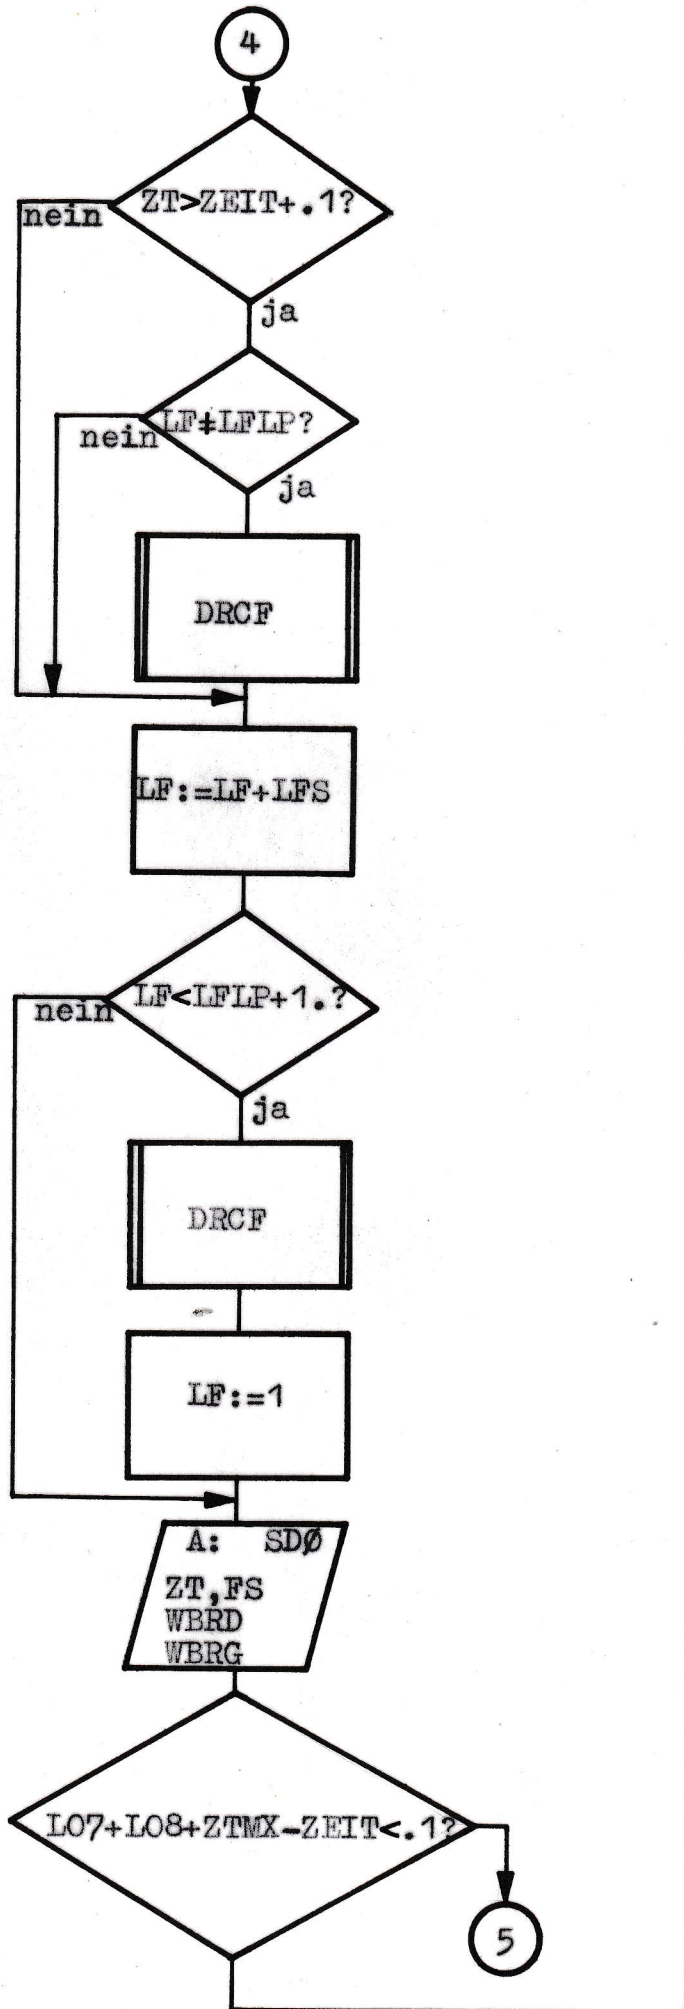 4
ZT>ZEIT+.1?
nein
ja
LF‡LFLP?
nein
ja
DRCF
LF:=LF+LFS
LF<LFLP+1.?
nein
ja
DRCF
LF:=1
A: SDØ
ZT,FS
WBRD
WBRG
LO7+LO8+ZTMX-ZEIT<.1?
5